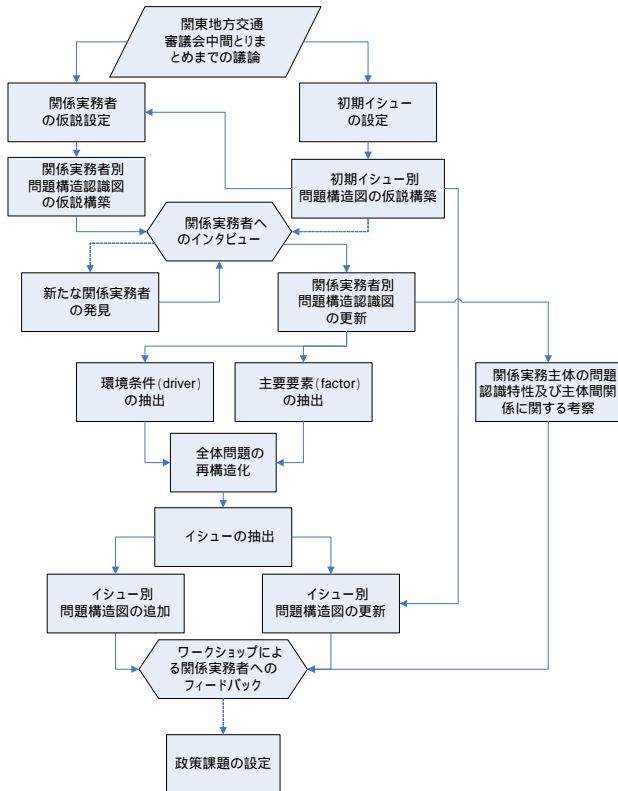 関東地方交通
審議会中間とりま
とめまでの議論
関係実務者
の仮説設定
初期イシュー
の設定
関係実務者別
問題構造認識図
の仮説構築
初期イシュー別
問題構造図の仮説構築
関係実務者へ
のインタビュー
新たな関係実務者
の発見
関係実務者別
問題構造認識図
の更新
環境条件(driver)
の抽出
主要要素(factor)
の抽出
関係実務主体の問題
認識特性及び主体間関
係に関する考察
全体問題の
再構造化
イシューの抽出
イシュー別
問題構造図の追加
イシュー別
問題構造図の更新
ワークショップによ
る関係実務者への
フィードバック
政策課題の設定